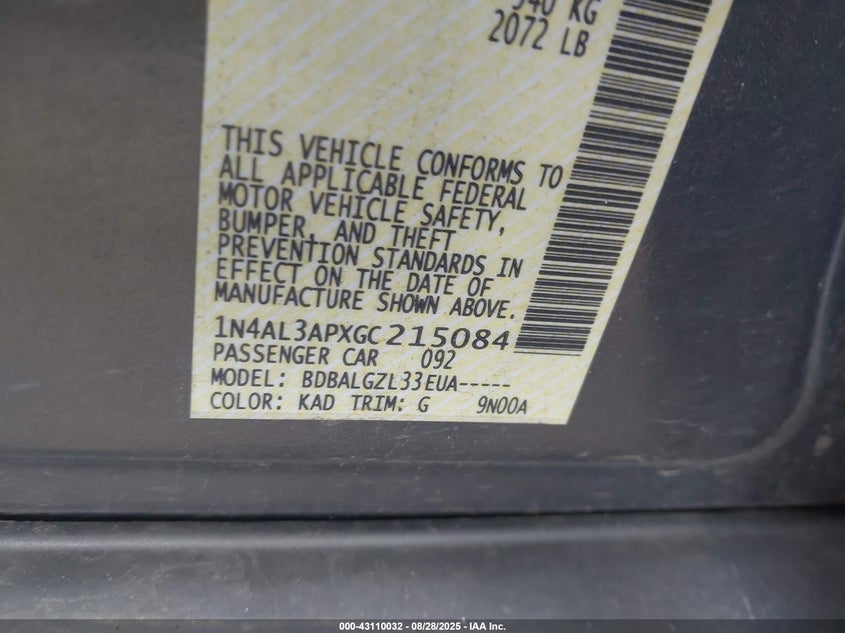 940 KG
2072 LB
THIS VEHICLE CONFORMS TO
ALL APPLICABLE FEDERAL
MOTOR VEHICLE SAFETY,
BUMPER, AND THEFT
PREVENTION STANDARDS IN
EFFECT ON THE DATE OF
MANUFACTURE SHOWN ABOVE.
1N4AL3APXGC215084
PASSENGER CAR 092
MODEL: BDBALGZL33EUA-----
COLOR: KAD TRIM: G 9N00A
000-43110032 - 08/28/2025 - IAA Inc.